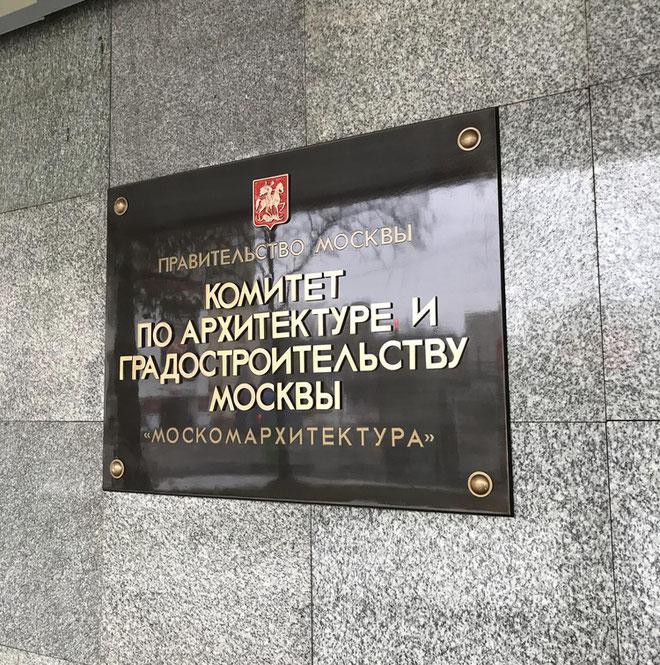 ПРАВИТЕЛЬСТВО МОСКВЫ
КОМИТЕТ
ПО АРХИТЕКТУРЕ И
ГРАДОСТРОИТЕЛЬСТВУ
МОСКВЫ
«МОСКОМАРХИТЕКТУРА»